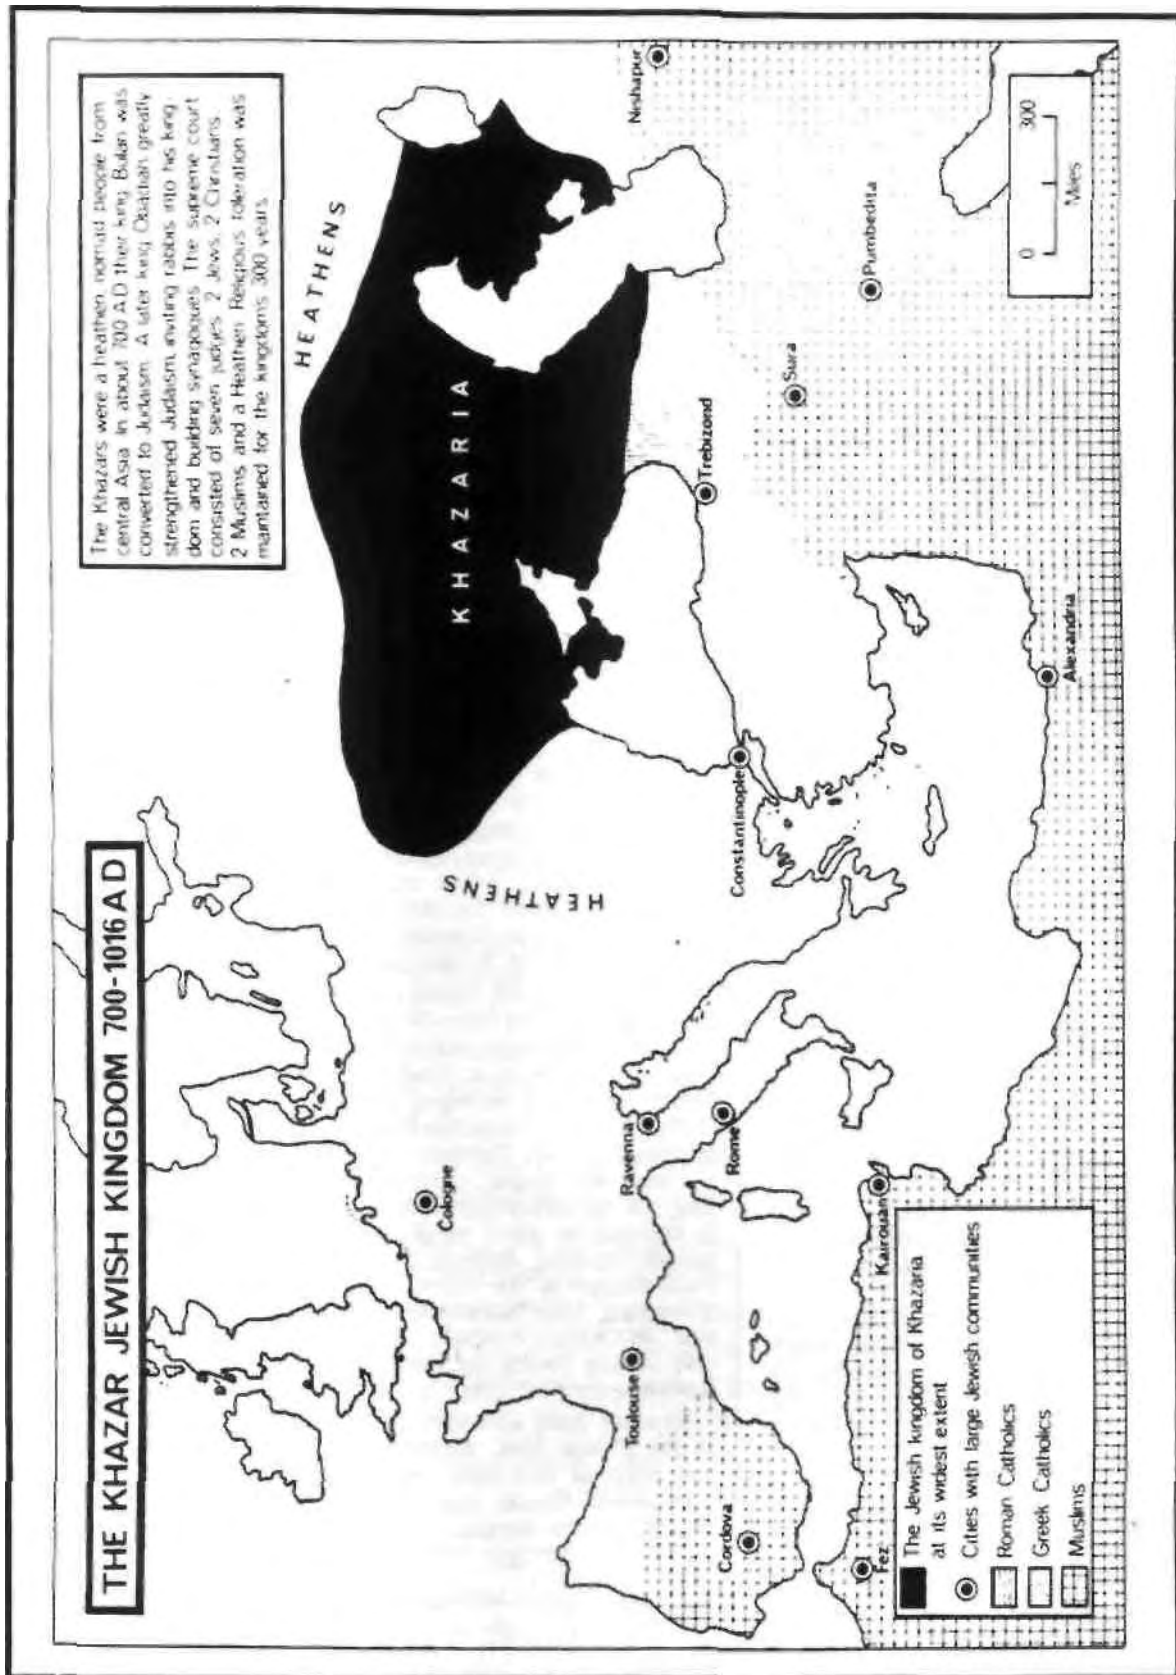 THE KHAZAR JEWISH KINGDOM 700-1016 AD
The Khazars were a heathen nomad people from
central Asia In about 700 AD their king Bulan was
converted to Judaism. A later king Obadiah greatly
strengthened Judaism, inviting rabbis into his king-
dom and building synagogues The supreme court
consisted of seven judges 2 Jews, 2 Christians
2 Muslims and a Heathen Religious toleration was
maintained for the kingdoms 300 years
HEATHENS
HEATHENS
KHAZARIA
Cologne
Toulouse
Ravenna
Rome
Cordova
Fez
Kairouan
Constantinople
Trebizond
Nishapur
Sura
Pumbedita
Alexandria
The Jewish kingdom of Khazaria
at its widest extent
Cities with large Jewish communities
Roman Catholics
Greek Catholics
Muslims
0 300
Miles